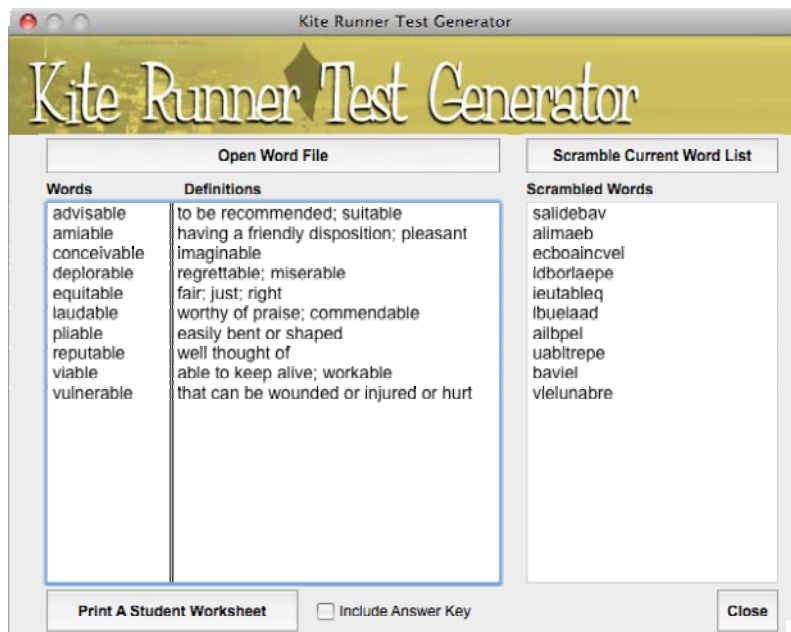 Kite Runner Test Generator
Kite Runner Test Generator
Open Word File
Scramble Current Word List
Words Definitions
Scrambled Words
advisable to be recommended; suitable
amiable having a friendly disposition; pleasant
conceivable imaginable
deplorable regrettable; miserable
equitable fair; just; right
laudable worthy of praise; commendable
pliable easily bent or shaped
reputable well thought of
viable able to keep alive; workable
vulnerable that can be wounded or injured or hurt
salidebav
alimaeb
ecboaincvel
ldborlaepe
ieutableq
lbuelaad
ailbpel
uabltrepe
baviel
vlelunabre
Print A Student Worksheet
Include Answer Key
Close